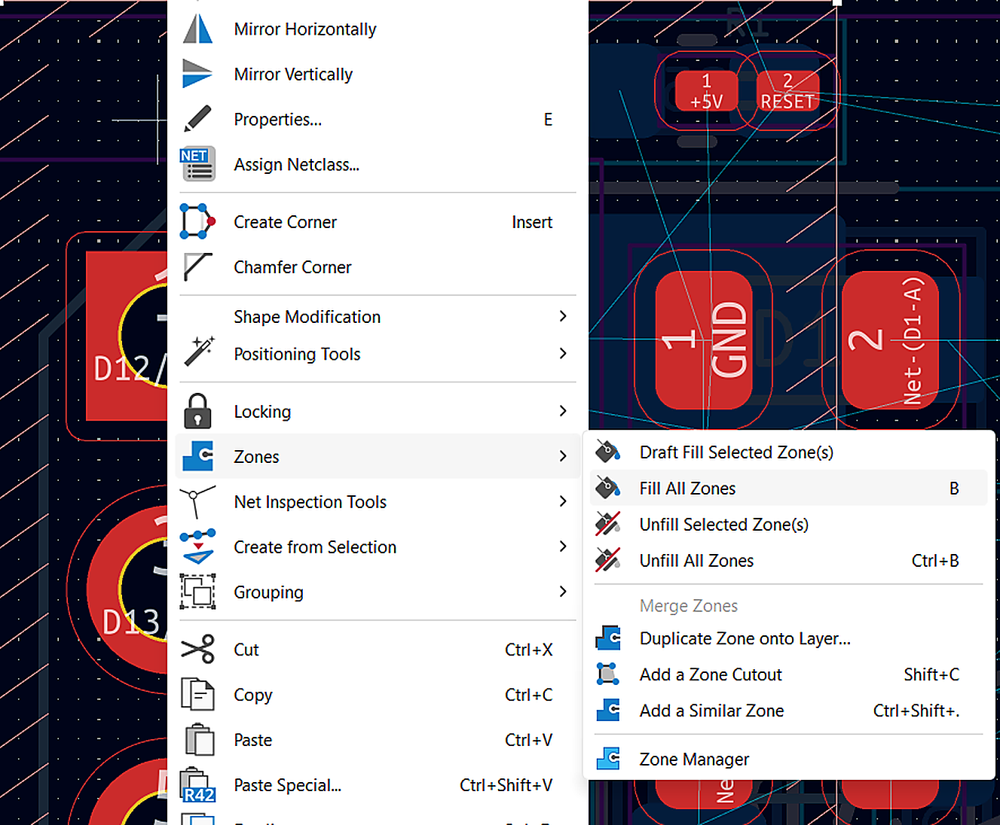 Mirror Horizontally
Mirror Vertically
Properties... E
NET Assign Netclass...
Create Corner Insert
Chamfer Corner
Shape Modification
Positioning Tools
Locking
Zones
Net Inspection Tools
Create from Selection
Grouping
Cut Ctrl+X
Copy Ctrl+C
Paste Ctrl+V
R42 Paste Special... Ctrl+Shift+V
Draft Fill Selected Zone(s)
Fill All Zones B
Unfill Selected Zone(s)
Unfill All Zones Ctrl+B
Merge Zones
Duplicate Zone onto Layer...
Add a Zone Cutout Shift+C
Add a Similar Zone Ctrl+Shift+.
Zone Manager
R1
1
+5V
2
RESET
1
GND
D1
2
Net-(D1-A)
D12/
D13
Ne